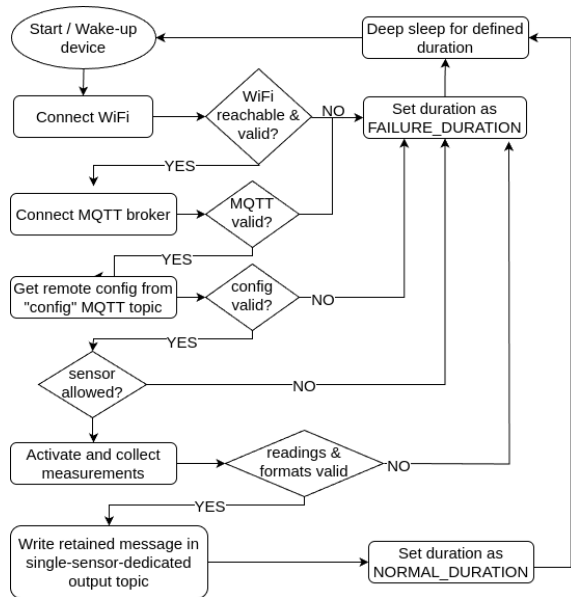 Start / Wake-up
device
Deep sleep for defined
duration
Connect WiFi
WiFi
reachable &
valid?
NO
Set duration as
FAILURE_DURATION
YES
Connect MQTT broker
MQTT
valid?
YES
Get remote config from
"config" MQTT topic
config
valid?
NO
YES
sensor
allowed?
NO
Activate and collect
measurements
readings &
formats valid
NO
YES
Write retained message in
single-sensor-dedicated
output topic
Set duration as
NORMAL_DURATION